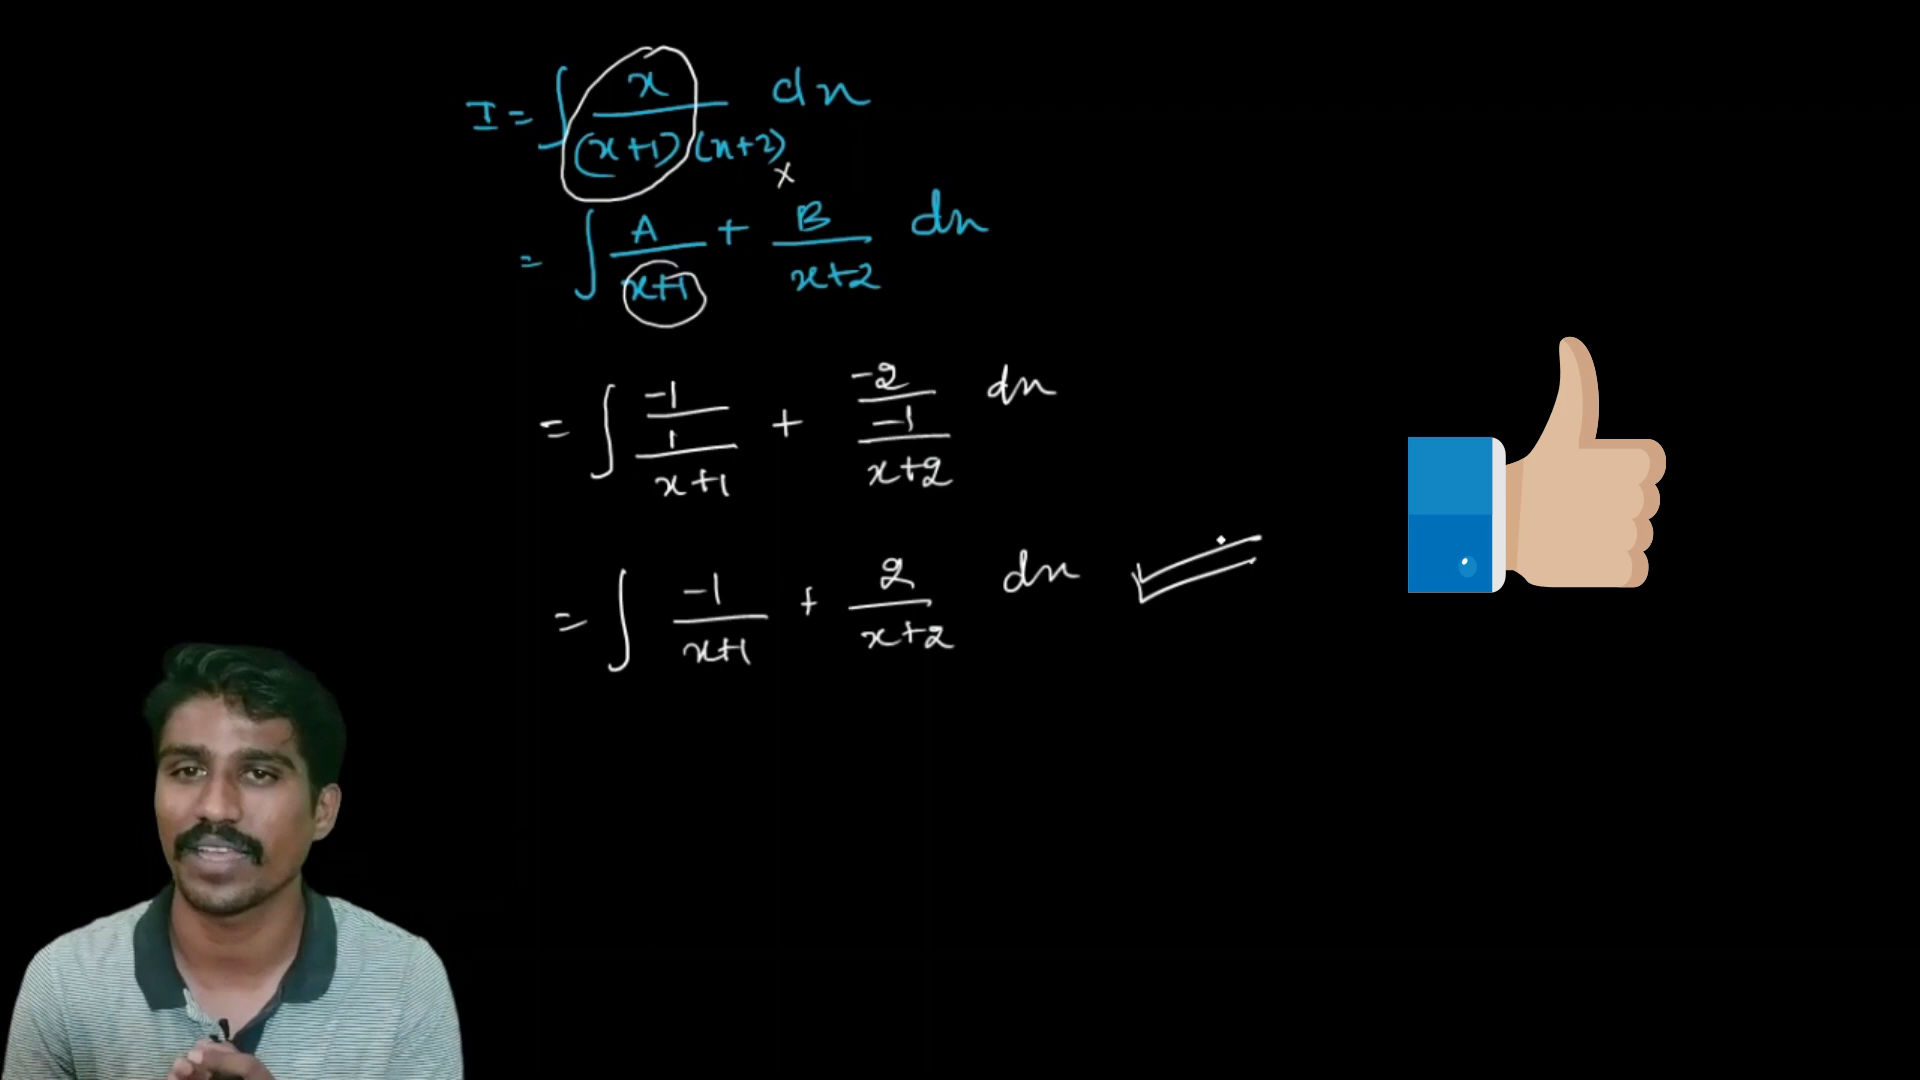 I = ∫ x / (x+1)(x+2) dx
x
= ∫ A / x+1 + B / x+2 dx
= ∫ -1/1 / x+1 + -2/-1 / x+2 dx
= ∫ -1 / x+1 + 2 / x+2 dx